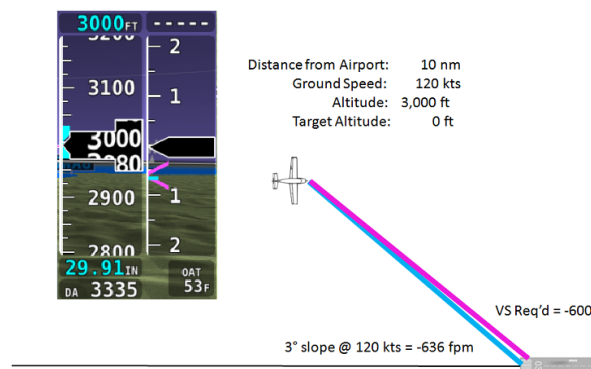 3000FT
-----
3200
2
3100
1
3000
80
2900
1
2800
2
29.91IN
OAT
DA 3335
53F
Distance from Airport: 10 nm
Ground Speed: 120 kts
Altitude: 3,000 ft
Target Altitude: 0 ft
VS Req'd = -600
3° slope @ 120 kts = -636 fpm